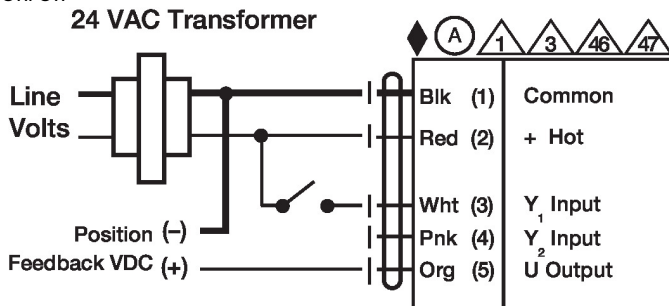 24 VAC Transformer
A 1 3 46 47
Line
Volts
Blk (1) Common
Red (2) + Hot
Wht (3) Y1 Input
Position (–)
Pnk (4) Y2 Input
Feedback VDC (+)
Org (5) U Output